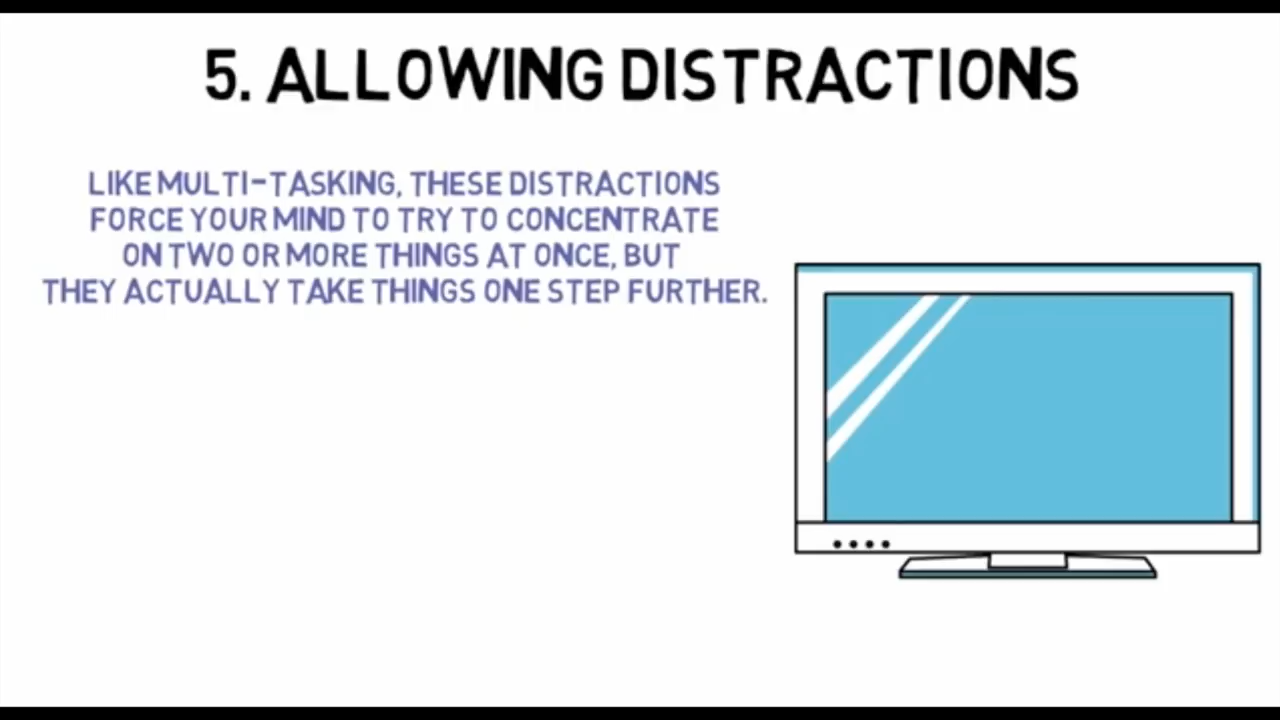 5. ALLOWING DISTRACTIONS
LIKE MULTI-TASKING, THESE DISTRACTIONS
FORCE YOUR MIND TO TRY TO CONCENTRATE
ON TWO OR MORE THINGS AT ONCE, BUT
THEY ACTUALLY TAKE THINGS ONE STEP FURTHER.